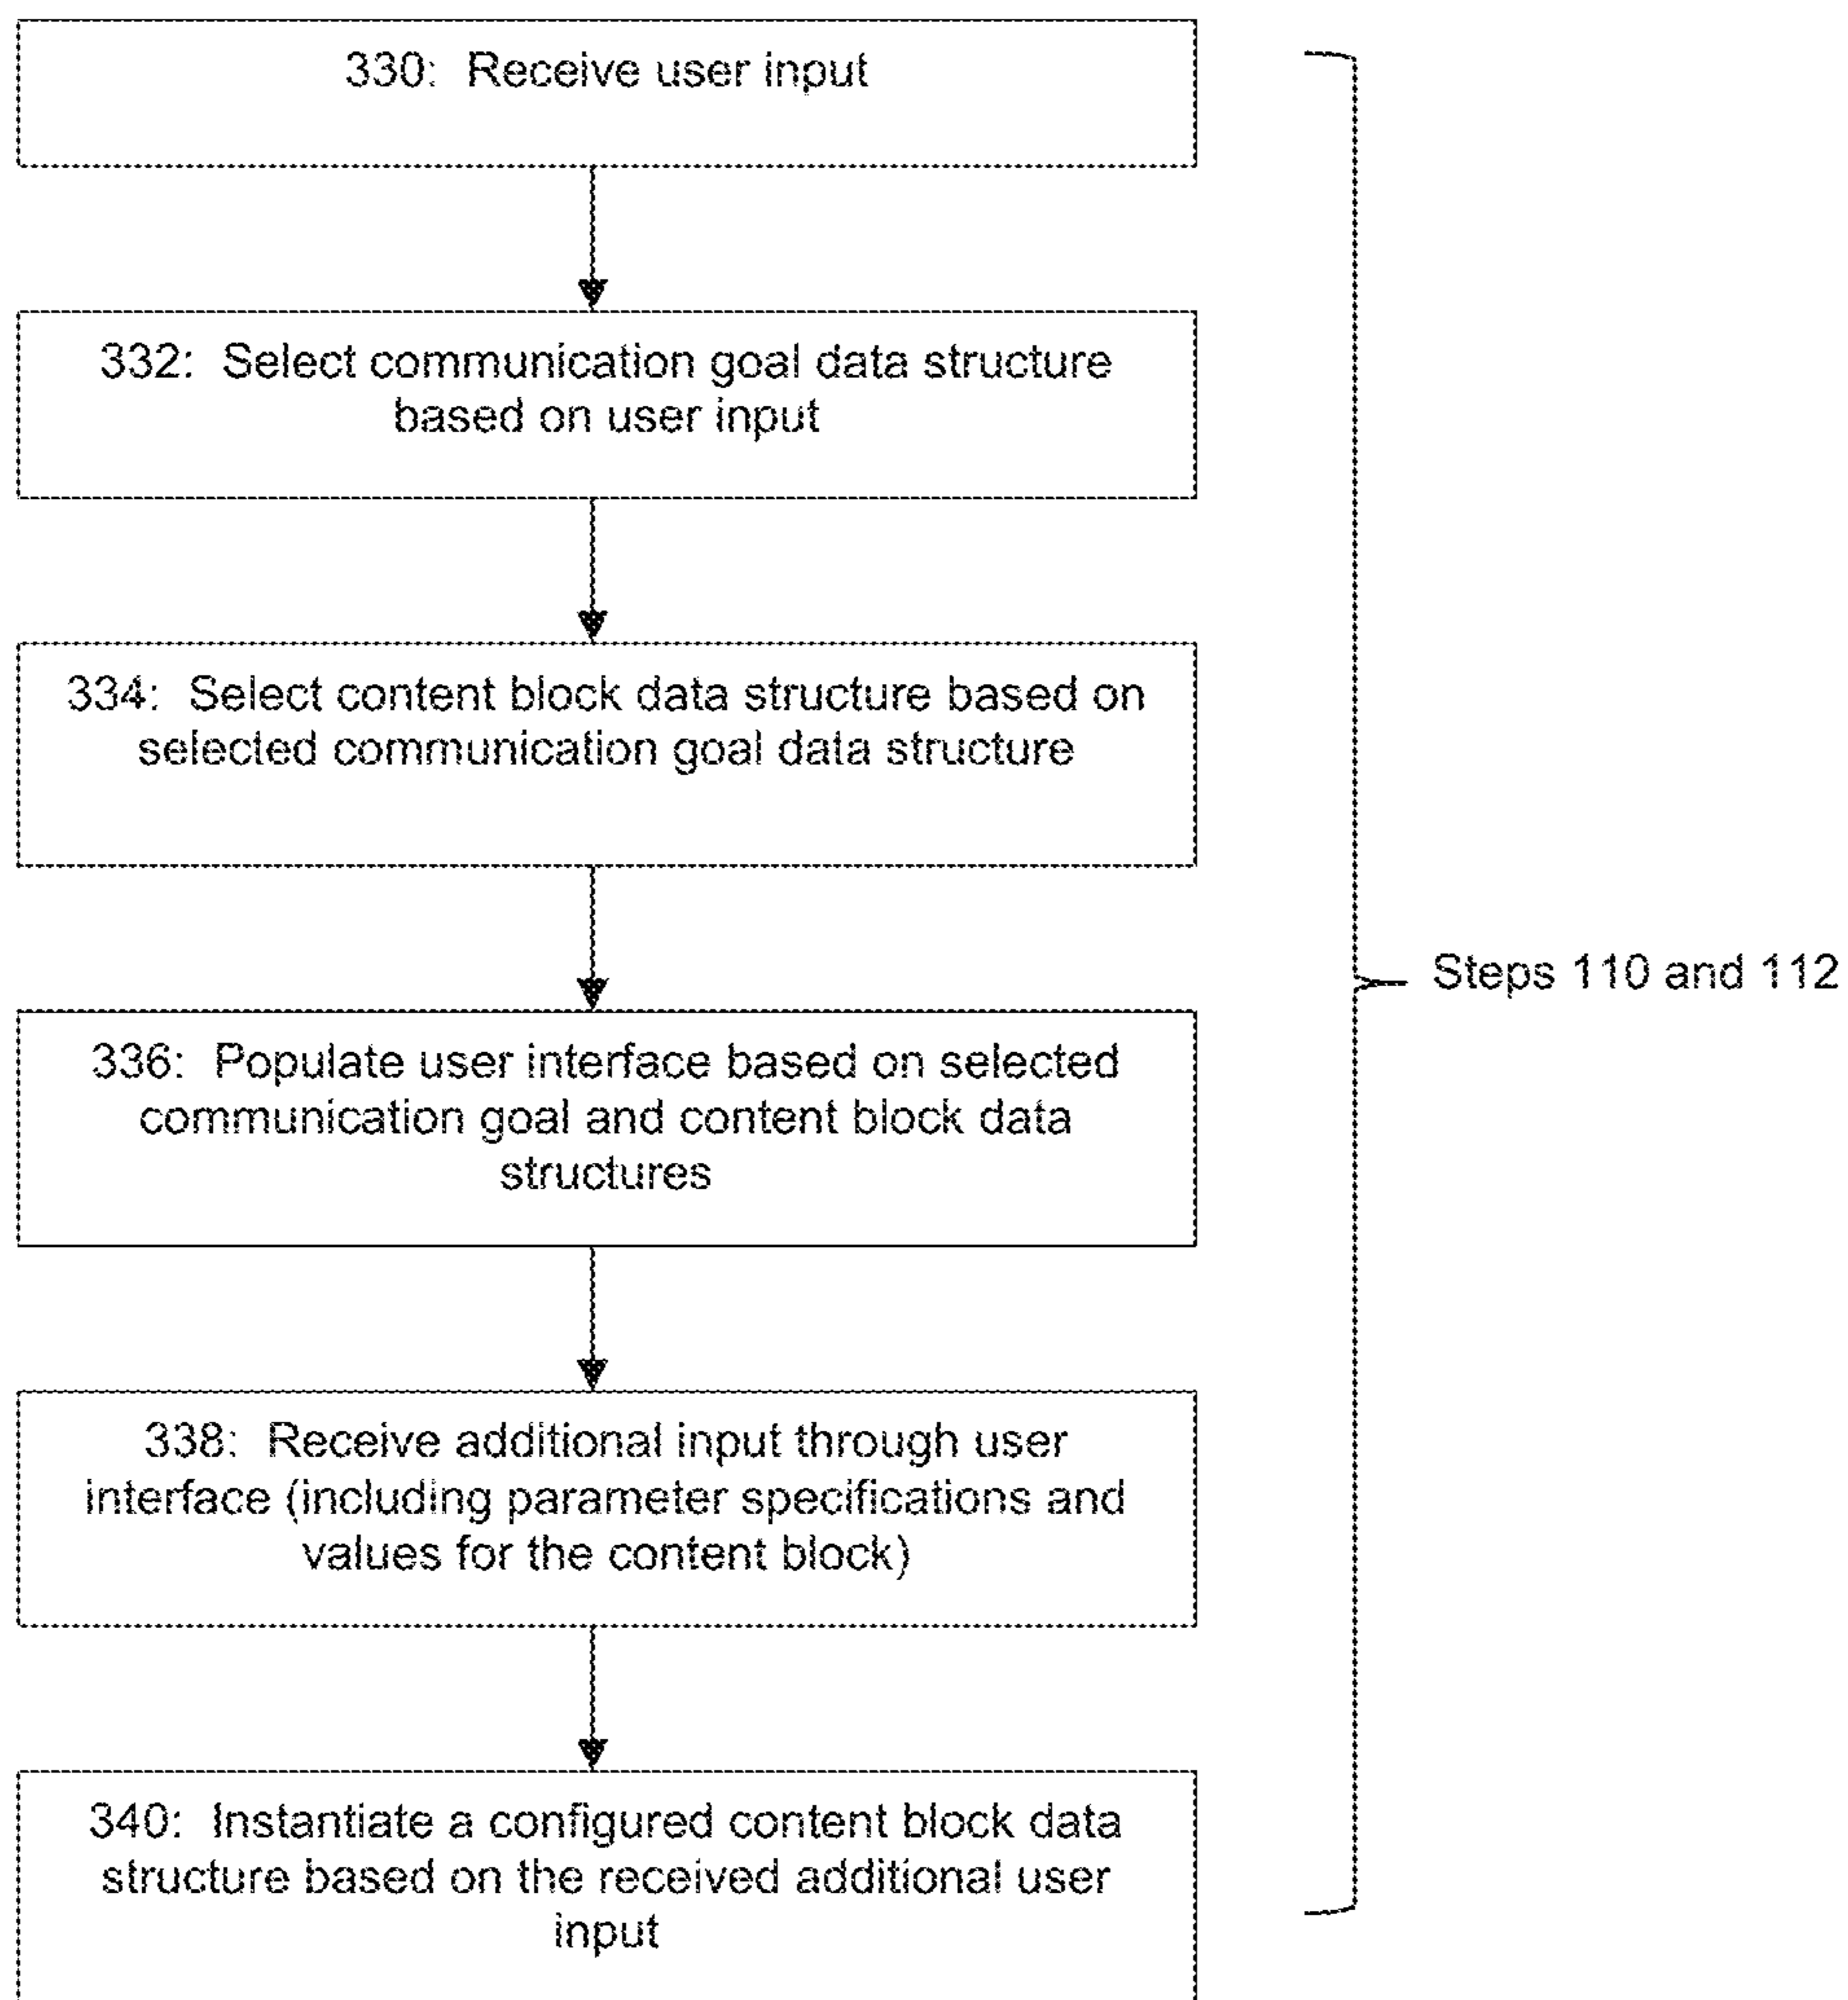 330: Receive user input
332: Select communication goal data structure
based on user input
334: Select content block data structure based on
selected communication goal data structure
336: Populate user interface based on selected
communication goal and content block data
structures
Steps 110 and 112
338: Receive additional input through user
interface (including parameter specifications and
values for the content block)
340: Instantiate a configured content block data
structure based on the received additional user
input